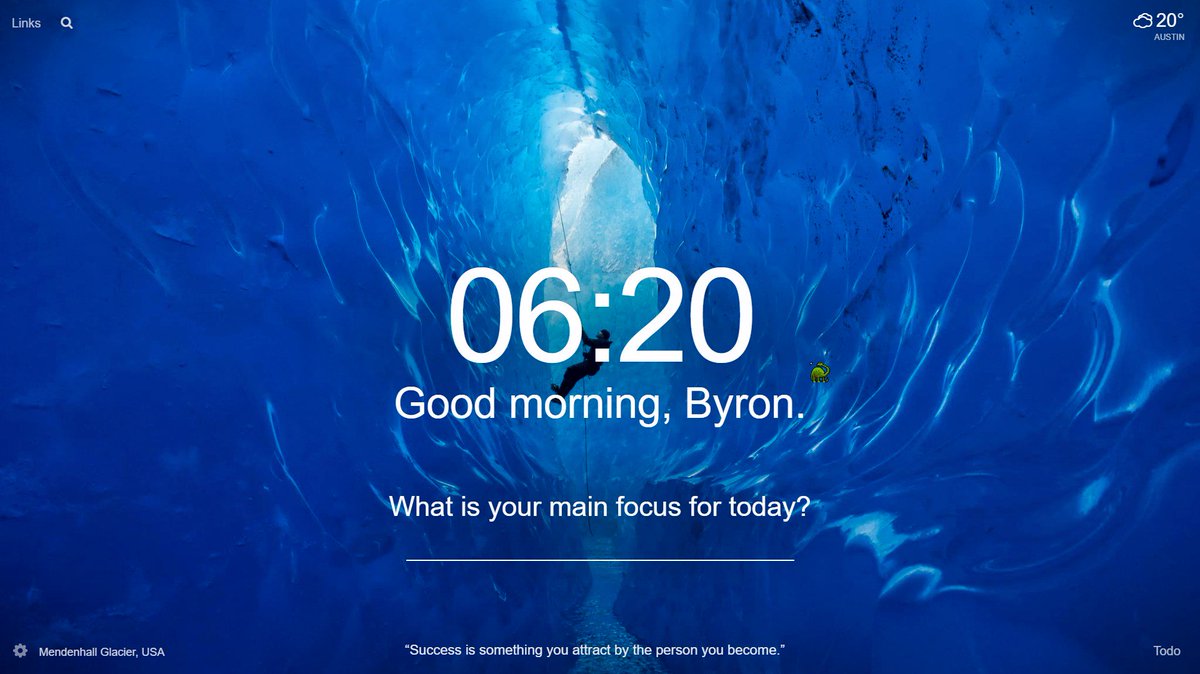 Links
20°
AUSTIN
06:20
Good morning, Byron.
What is your main focus for today?
Mendenhall Glacier, USA
“Success is something you attract by the person you become.”
Todo